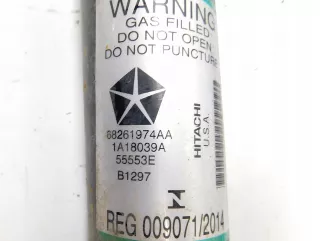 WARNING
GAS FILLED
DO NOT OPEN
DO NOT PUNCTURE
68261974AA
1A18039A
55553E
B1297
HITACHI
U.S.A.
N
REG 009071/2014